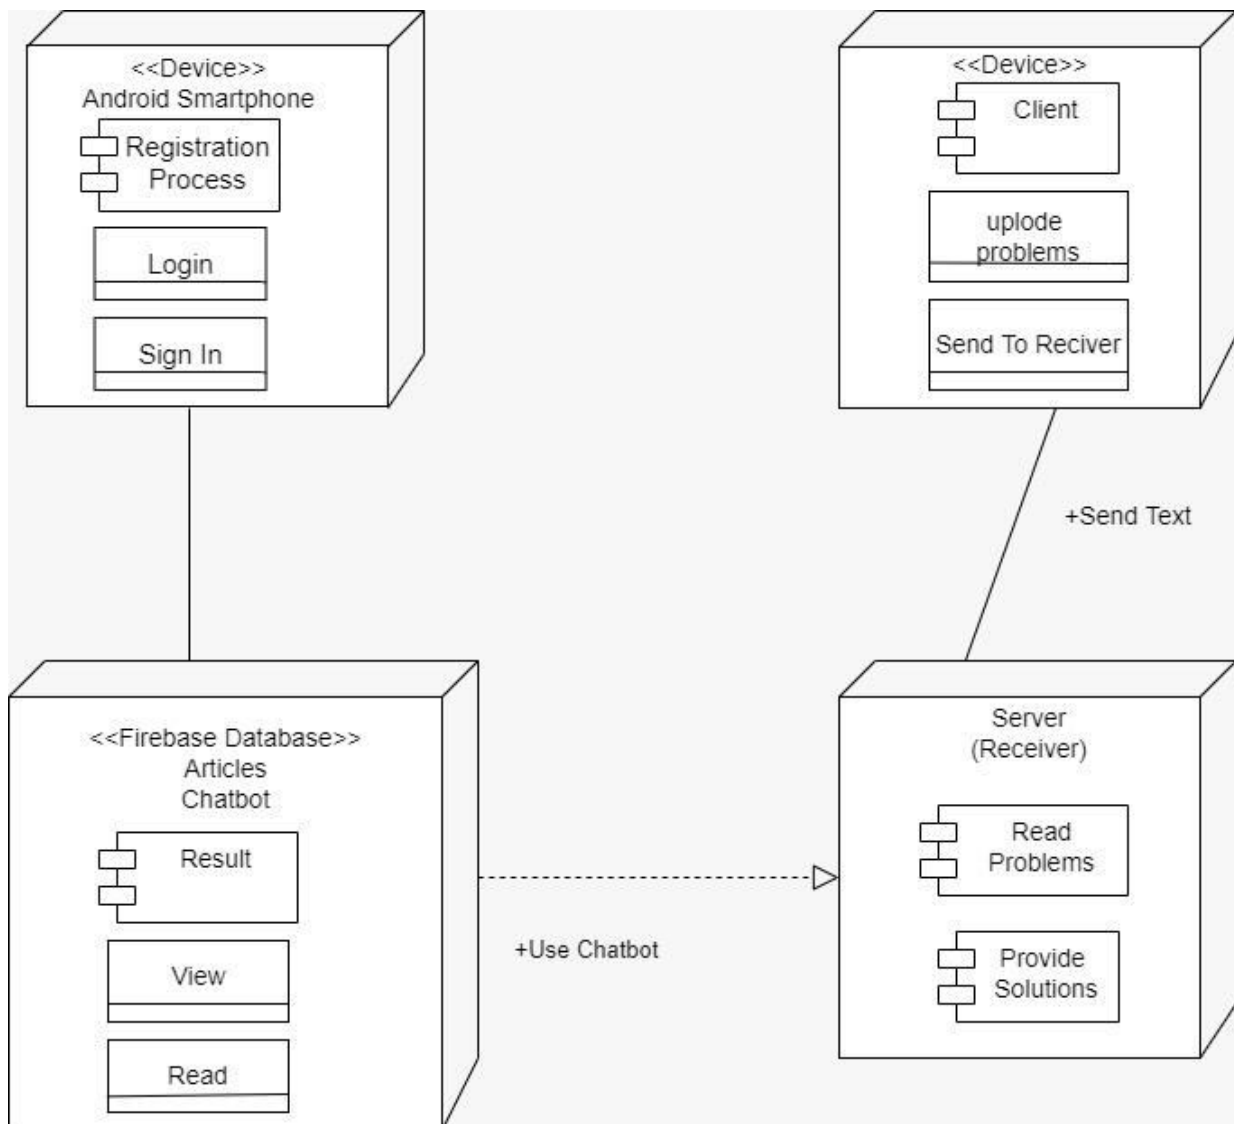 <<Device>>
Android Smartphone
Registration
Process
Login
Sign In
<<Device>>
Client
uplode
problems
Send To Reciver
+Send Text
<<Firebase Database>>
Articles
Chatbot
Result
View
Read
+Use Chatbot
Server
(Receiver)
Read
Problems
Provide
Solutions